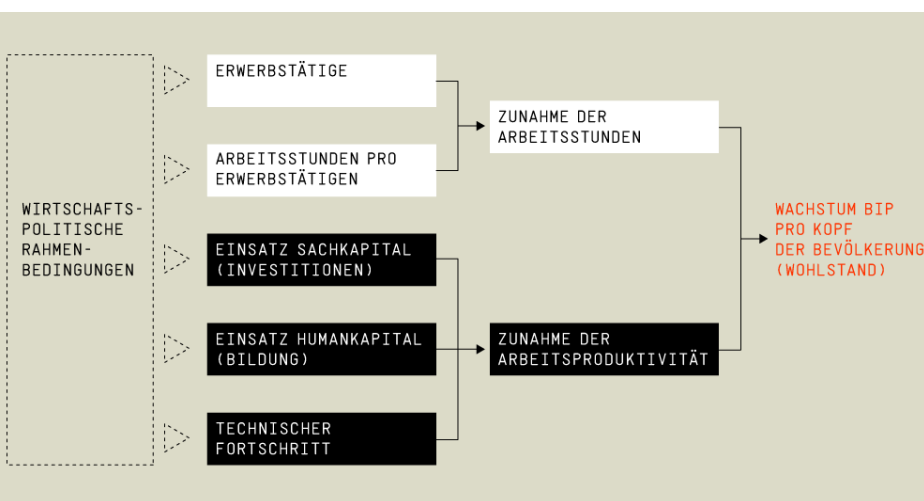 WIRTSCHAFTS-
POLITISCHE
RAHMEN-
BEDINGUNGEN
ERWERBSTÄTIGE
ARBEITSSTUNDEN PRO
ERWERBSTÄTIGEN
EINSATZ SACHKAPITAL
(INVESTITIONEN)
EINSATZ HUMANKAPITAL
(BILDUNG)
TECHNISCHER
FORTSCHRITT
ZUNAHME DER
ARBEITSSTUNDEN
ZUNAHME DER
ARBEITSPRODUKTIVITÄT
WACHSTUM BIP
PRO KOPF
DER BEVÖLKERUNG
(WOHLSTAND)